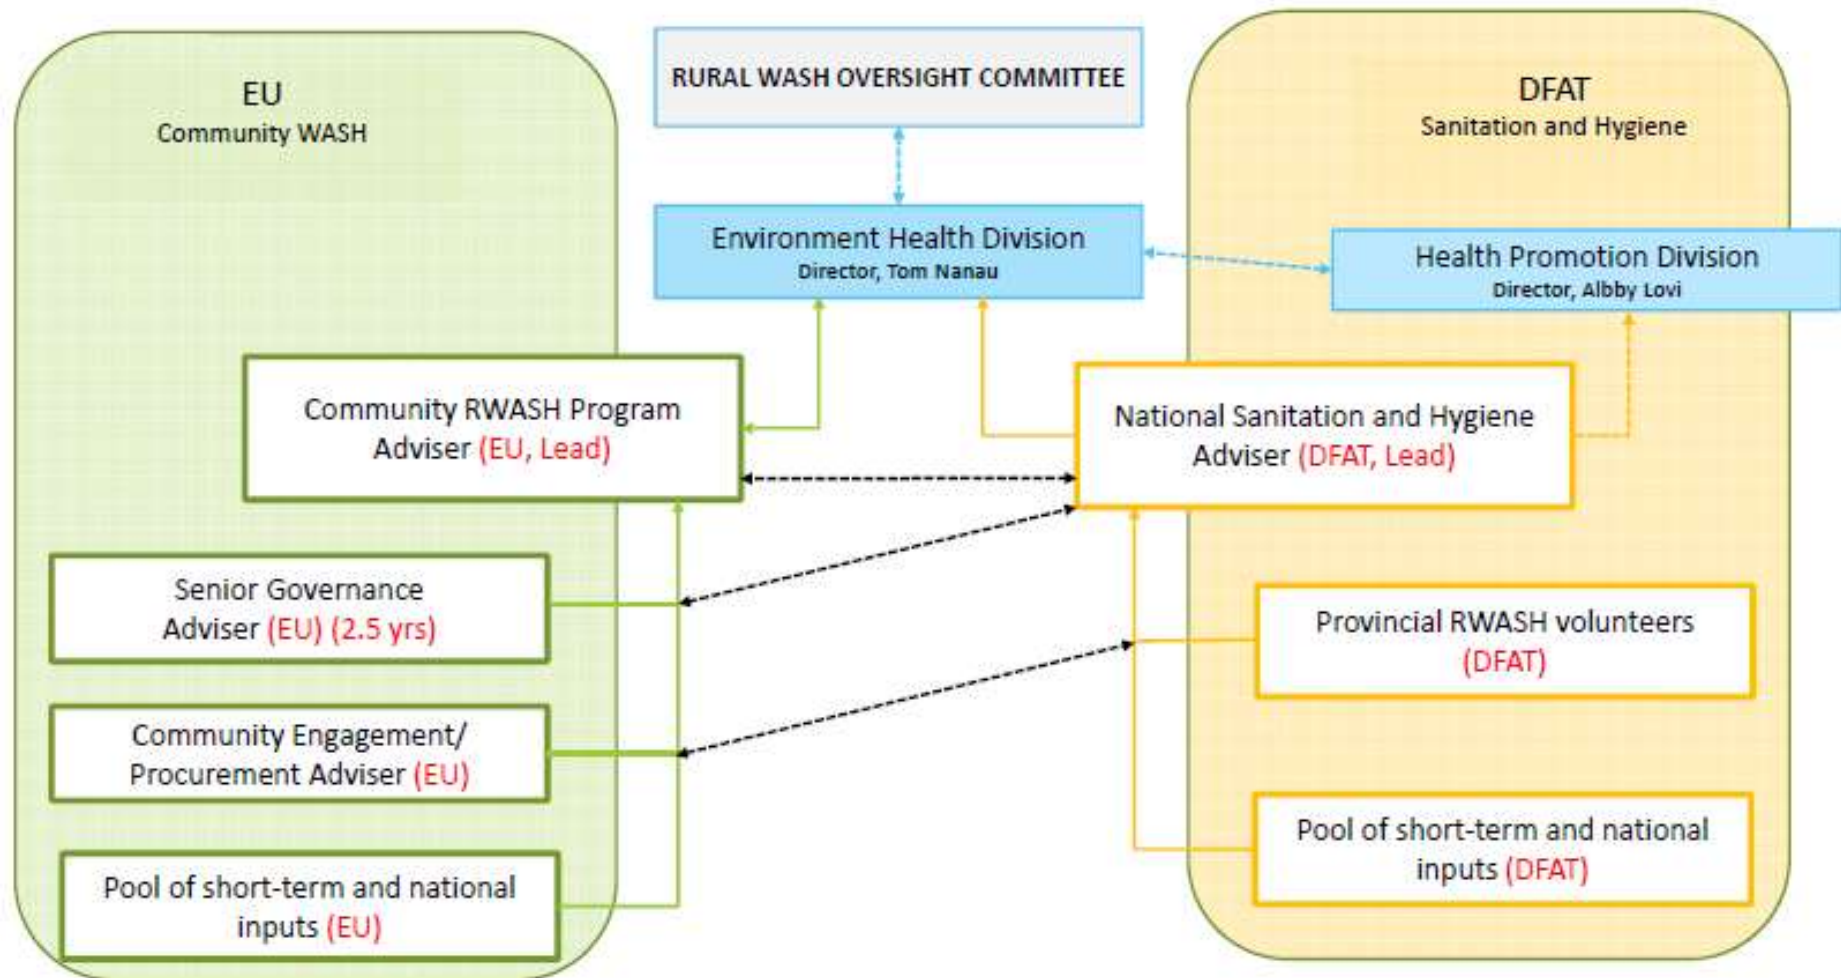 EU
Community WASH
RURAL WASH OVERSIGHT COMMITTEE
DFAT
Sanitation and Hygiene
Environment Health Division
Director, Tom Nanau
Health Promotion Division
Director, Albby Lovi
Community RWASH Program
Adviser (EU, Lead)
National Sanitation and Hygiene
Adviser (DFAT, Lead)
Senior Governance
Adviser (EU) (2.5 yrs)
Provincial RWASH volunteers
(DFAT)
Community Engagement/
Procurement Adviser (EU)
Pool of short-term and national
inputs (DFAT)
Pool of short-term and national
inputs (EU)